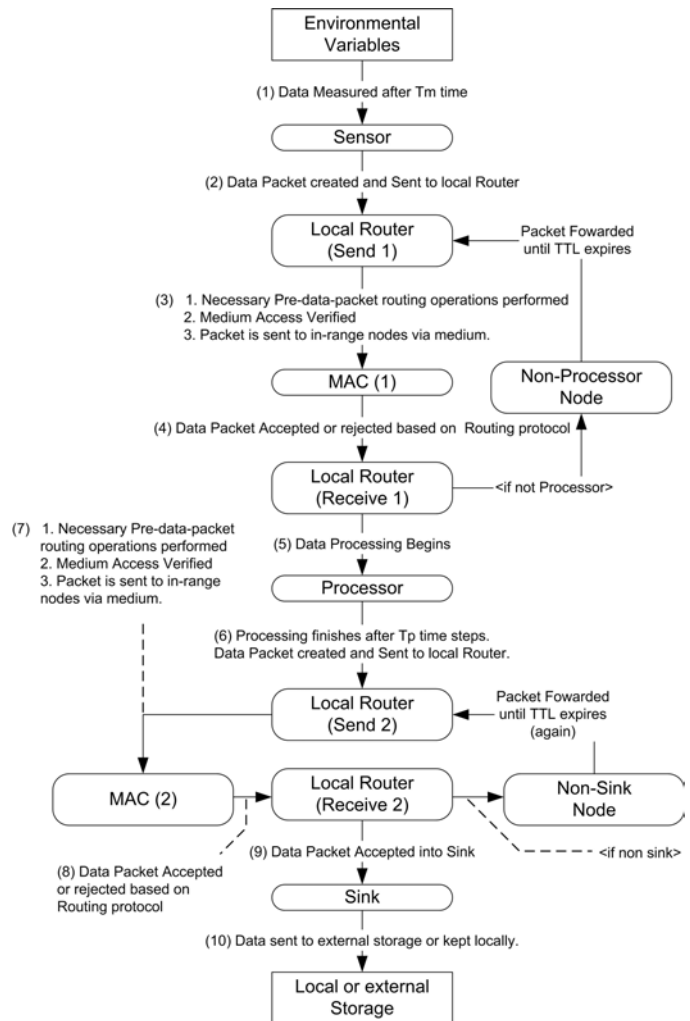 Environmental
Variables
(1) Data Measured after Tm time
Sensor
(2) Data Packet created and Sent to local Router
Local Router
(Send 1)
Packet Fowarded
until TTL expires
(3) 1. Necessary Pre-data-packet routing operations performed
2. Medium Access Verified
3. Packet is sent to in-range nodes via medium.
MAC (1)
Non-Processor
Node
(4) Data Packet Accepted or rejected based on Routing protocol
Local Router
(Receive 1)
<if not Processor>
(7) 1. Necessary Pre-data-packet
routing operations performed
2. Medium Access Verified
3. Packet is sent to in-range
nodes via medium.
(5) Data Processing Begins
Processor
(6) Processing finishes after Tp time steps.
Data Packet created and Sent to local Router.
Local Router
(Send 2)
Packet Fowarded
until TTL expires
(again)
MAC (2)
Local Router
(Receive 2)
Non-Sink
Node
(8) Data Packet Accepted
or rejected based on
Routing protocol
(9) Data Packet Accepted into Sink
<if non sink>
Sink
(10) Data sent to external storage or kept locally.
Local or external
Storage